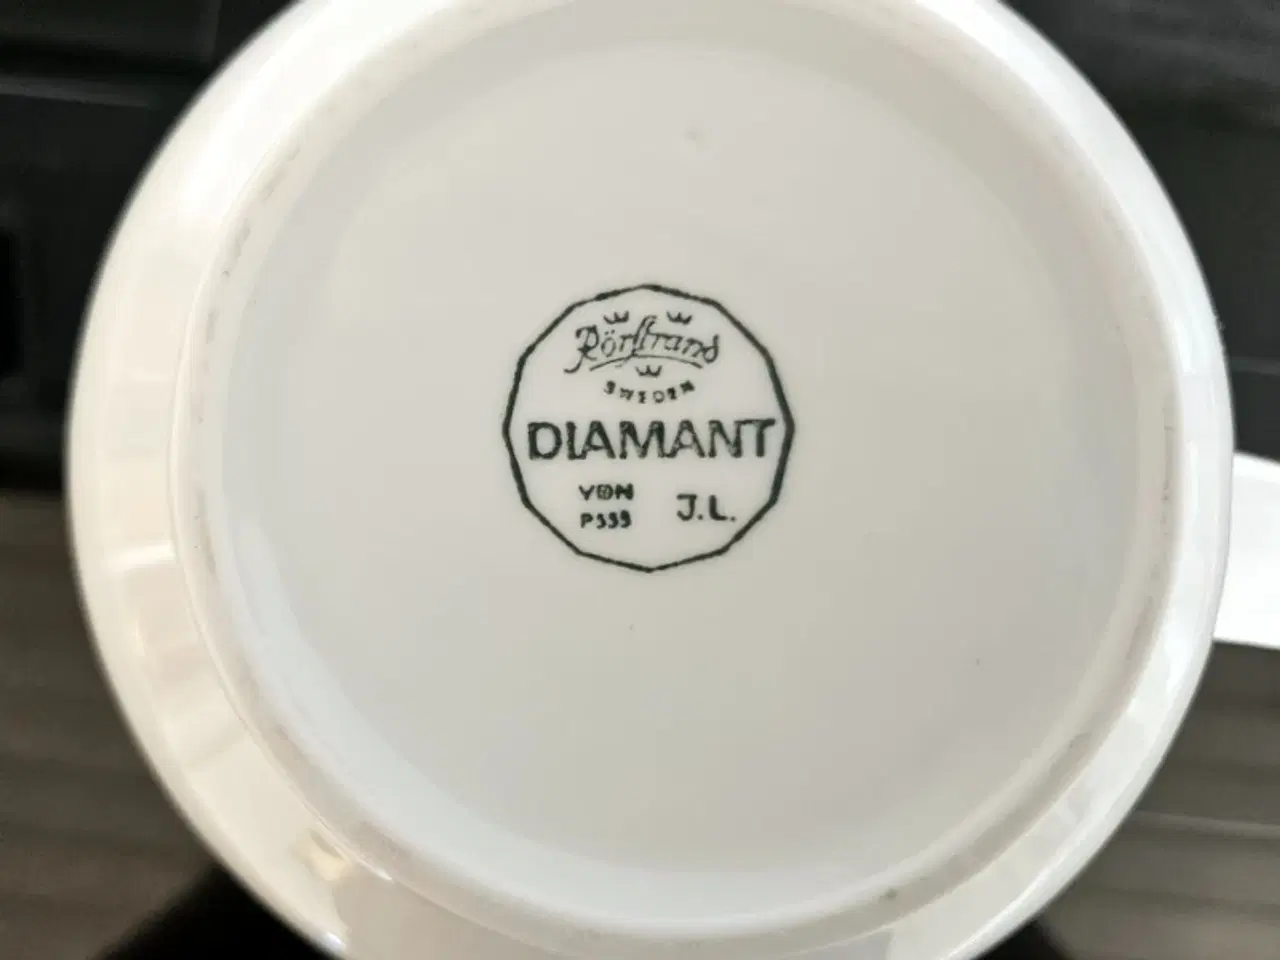 Rörstrand
SWEDEN
DIAMANT
J.L.